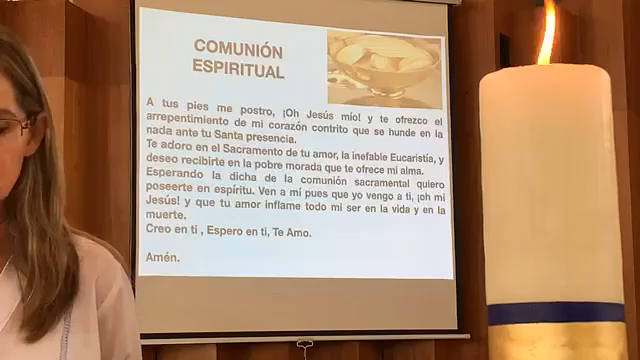 COMUNIÓN
ESPIRITUAL
A tus pies me postro, ¡Oh Jesús mío! y te ofrezco el
arrepentimiento de mi corazón contrito que se hunde en la
nada ante tu Santa presencia.
Te adoro en el Sacramento de tu amor, la inefable Eucaristía, y
deseo recibirte en la pobre morada que te ofrece mi alma.
Esperando la dicha de la comunión sacramental quiero
poseerte en espíritu. Ven a mí pues que yo vengo a ti, ¡oh mi
Jesús! y que tu amor inflame todo mi ser en la vida y en la
muerte.
Creo en ti , Espero en ti, Te Amo.
Amén.